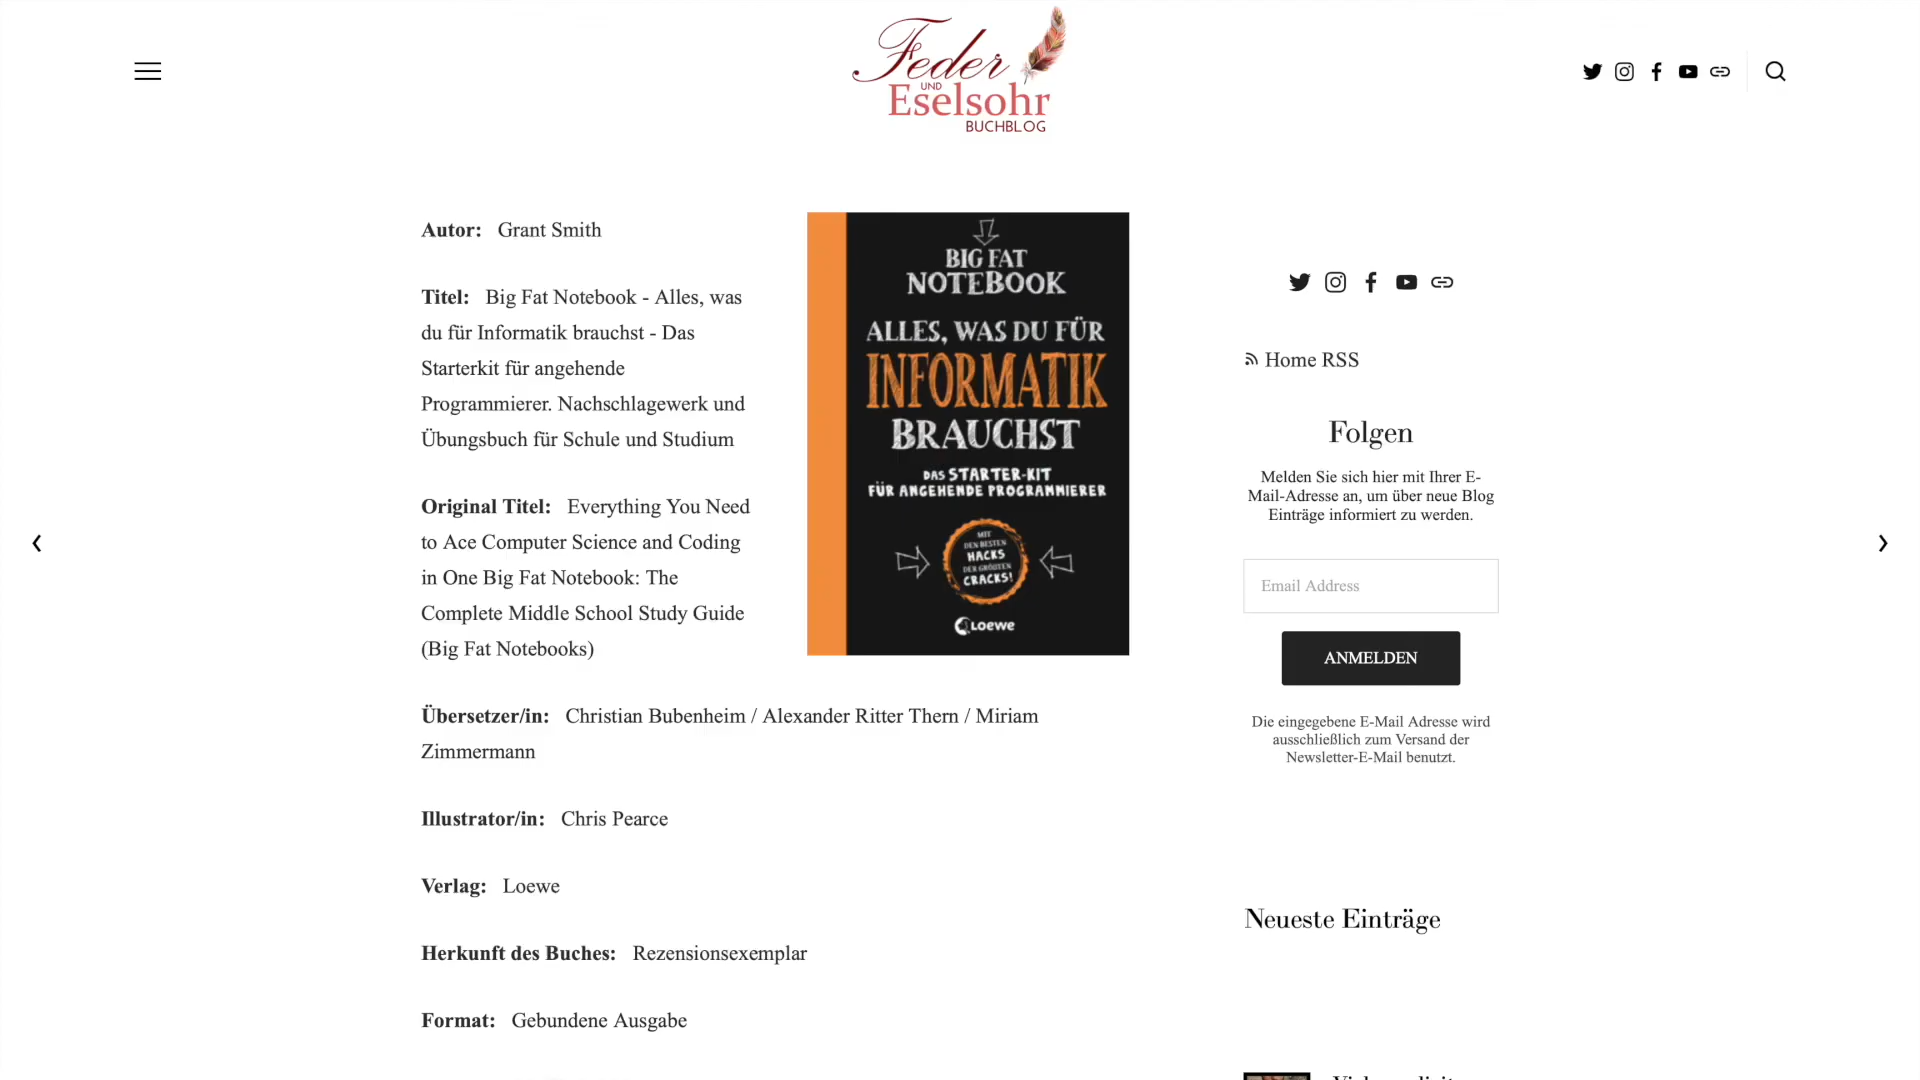 Feder
UND
Eselsohr
BUCHBLOG
Autor: Grant Smith
Titel: Big Fat Notebook - Alles, was
du für Informatik brauchst - Das
Starterkit für angehende
Programmierer. Nachschlagewerk und
Übungsbuch für Schule und Studium
Original Titel: Everything You Need
to Ace Computer Science and Coding
in One Big Fat Notebook: The
Complete Middle School Study Guide
(Big Fat Notebooks)
Übersetzer/in: Christian Bubenheim / Alexander Ritter Thern / Miriam
Zimmermann
Illustrator/in: Chris Pearce
Verlag: Loewe
Herkunft des Buches: Rezensionsexemplar
Format: Gebundene Ausgabe
BIG FAT
NOTEBOOK
ALLES, WAS DU FÜR
INFORMATIK
BRAUCHST
DAS STARTER-KIT
FÜR ANGEHENDE PROGRAMMIERER
MIT
DEN BESTEN
HACKS
DER GRÖSSTEN
CRACKS!
LOEWE
Home RSS
Folgen
Melden Sie sich hier mit Ihrer E-
Mail-Adresse an, um über neue Blog
Einträge informiert zu werden.
Email Address
ANMELDEN
Die eingegebene E-Mail Adresse wird
ausschließlich zum Versand der
Newsletter-E-Mail benutzt.
Neueste Einträge